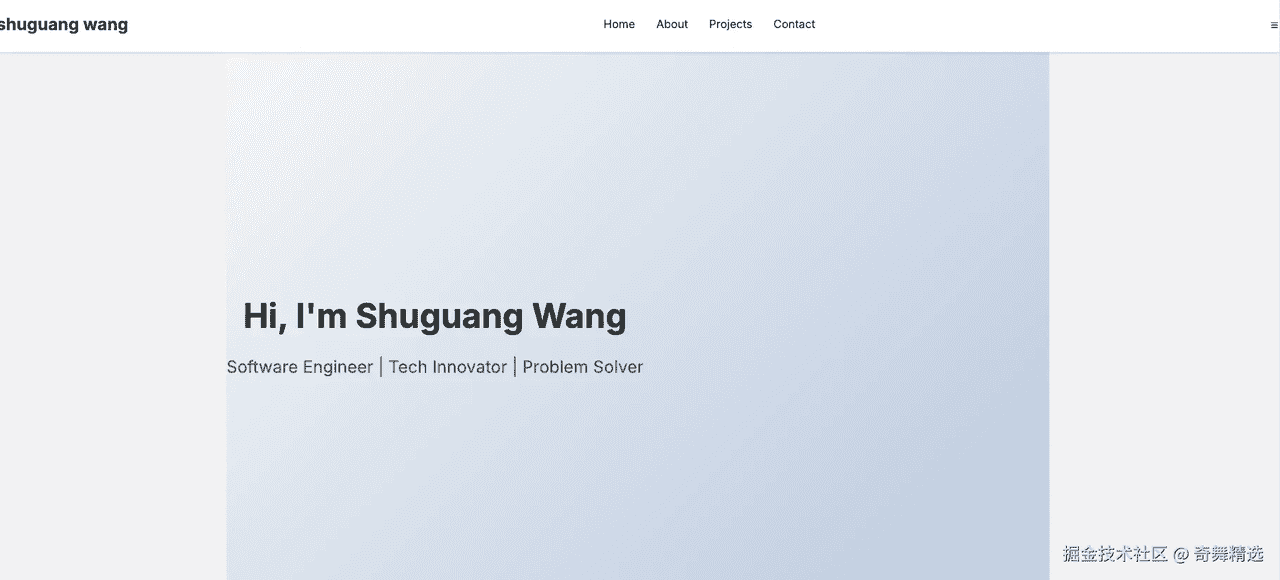 shuguang wang
Home About Projects Contact
Hi, I'm Shuguang Wang
Software Engineer | Tech Innovator | Problem Solver
掘金技术社区 @ 奇舞精选